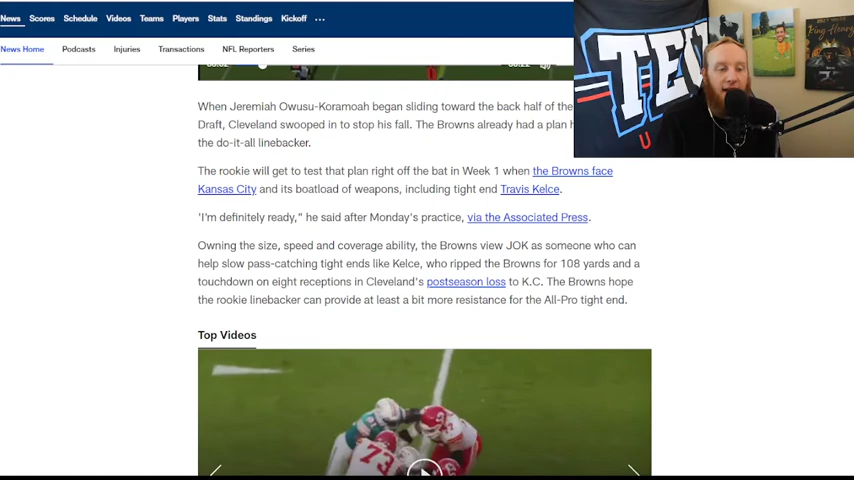 News Scores Schedule Videos Teams Players Stats Standings Kickoff ...
News Home Podcasts Injuries Transactions NFL Reporters Series
TEU
U
When Jeremiah Owusu-Koramoah began sliding toward the back half of the
Draft, Cleveland swooped in to stop his fall. The Browns already had a plan
the do-it-all linebacker.
The rookie will get to test that plan right off the bat in Week 1 when the Browns face
Kansas City and its boatload of weapons, including tight end Travis Kelce.
'I'm definitely ready," he said after Monday's practice, via the Associated Press.
Owning the size, speed and coverage ability, the Browns view JOK as someone who can
help slow pass-catching tight ends like Kelce, who ripped the Browns for 108 yards and a
touchdown on eight receptions in Cleveland's postseason loss to K.C. The Browns hope
the rookie linebacker can provide at least a bit more resistance for the All-Pro tight end.
Top Videos
73